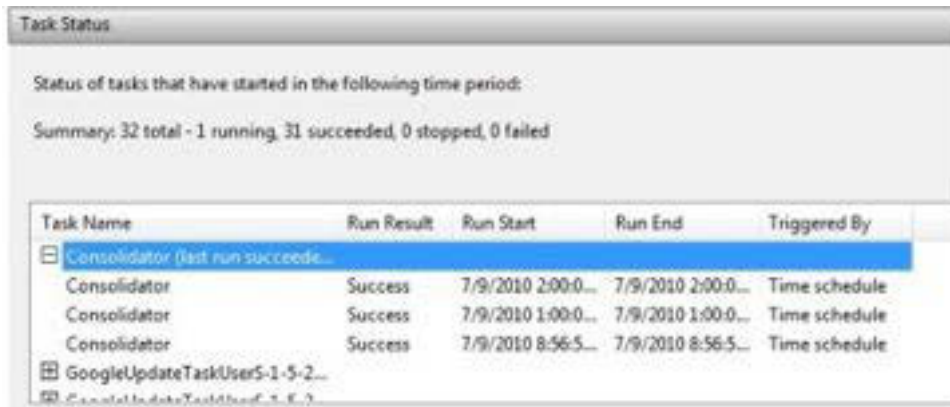 Task Status
Status of tasks that have started in the following time period:
Summary: 32 total - 1 running, 31 succeeded, 0 stopped, 0 failed
Task Name Run Result Run Start Run End Triggered By
Consolidator (last run succeede...
Consolidator Success 7/9/2010 2:00:0... 7/9/2010 2:00:0... Time schedule
Consolidator Success 7/9/2010 1:00:0... 7/9/2010 1:00:0... Time schedule
Consolidator Success 7/9/2010 8:56:5... 7/9/2010 8:56:5... Time schedule
GoogleUpdateTaskUserS-1-5-2...